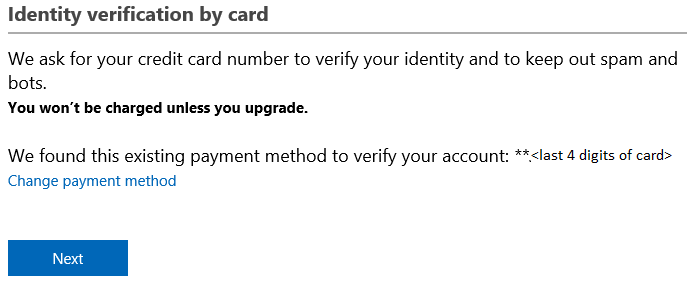 Identity verification by card
We ask for your credit card number to verify your identity and to keep out spam and
bots.
You won't be charged unless you upgrade.
We found this existing payment method to verify your account: **.<last 4 digits of card>
Change payment method
Next